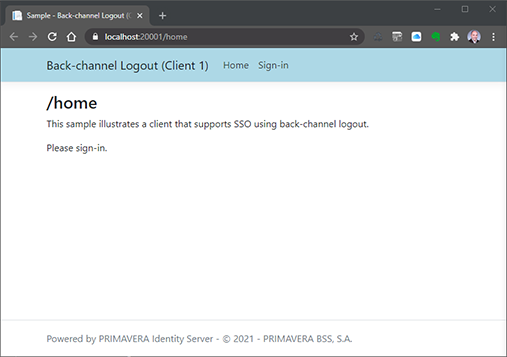 Sample - Back-channel Logout (
localhost:20001/home
Back-channel Logout (Client 1) Home Sign-in
/home
This sample illustrates a client that supports SSO using back-channel logout.
Please sign-in.
Powered by PRIMAVERA Identity Server - © 2021 - PRIMAVERA BSS, S.A.